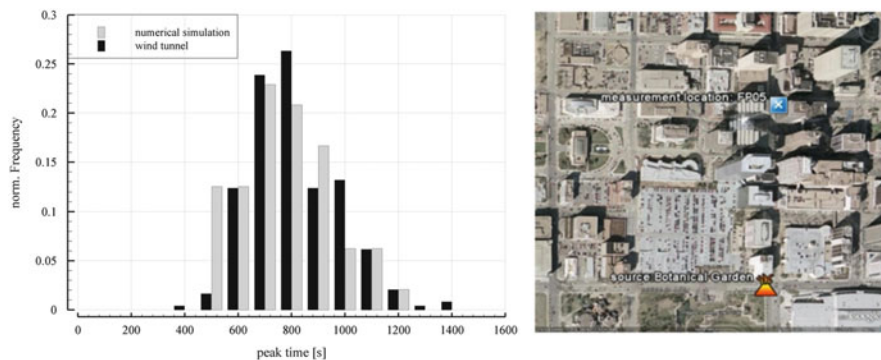 0.3
numerical simulation
wind tunnel
0.25
0.2
0.15
0.1
0.05
0
norm. Frequency
0 200 400 600 800 1000 1200 1400 1600
peak time [s]
measurement location: FP05
source Botanical Garden